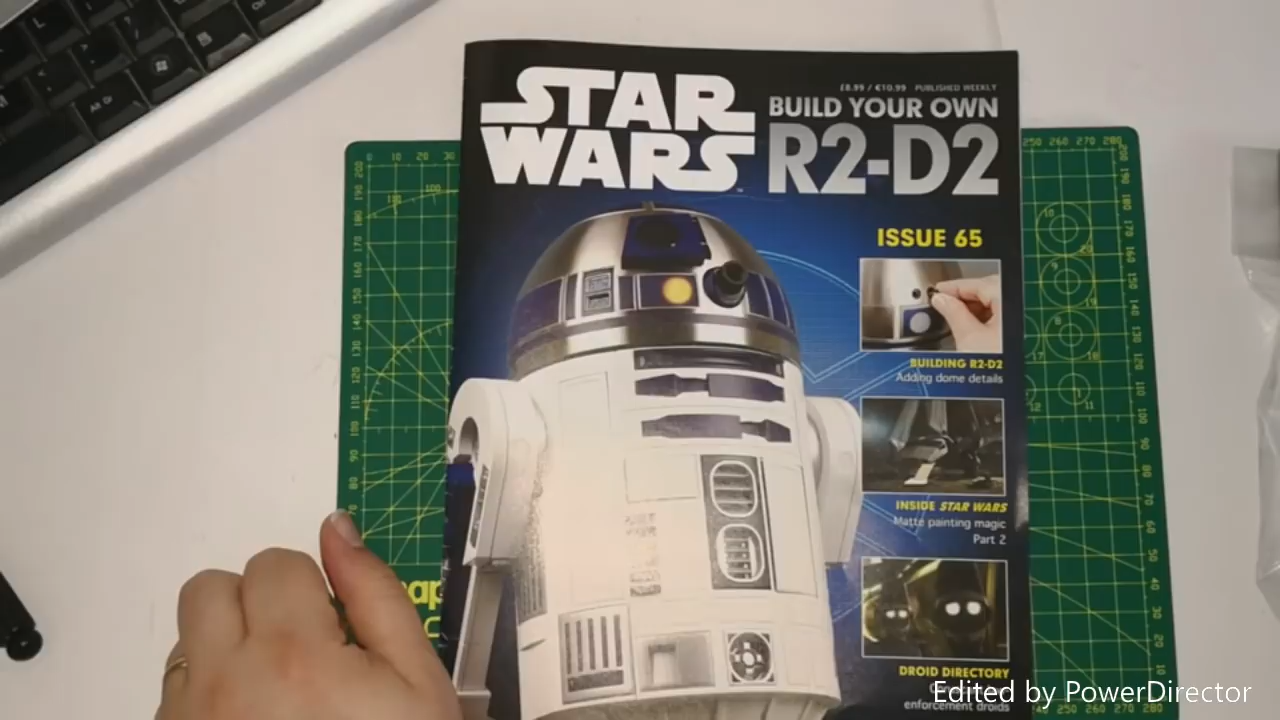 STAR
WARS
£8.99 / €10.99 PUBLISHED WEEKLY
BUILD YOUR OWN
R2-D2
ISSUE 65
BUILDING R2-D2
Adding dome details
INSIDE STAR WARS
Matte painting magic
Part 2
DROID DIRECTORY
enforcement droids
Edited by PowerDirector